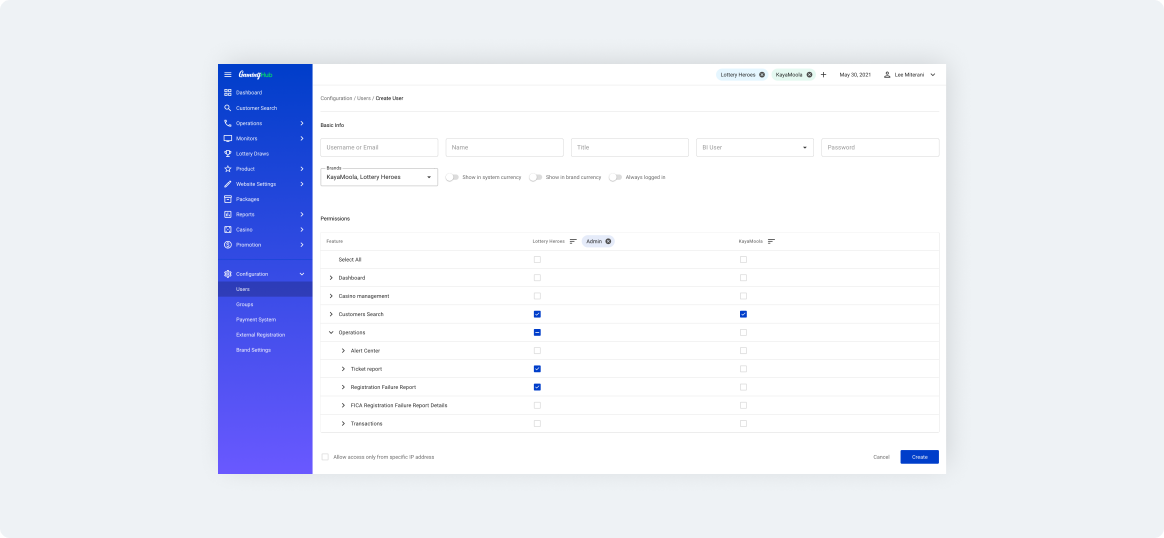 GamingHub
Lottery Heroes KayaMoola May 30, 2021 Lee Miterani
Dashboard
Customer Search
Operations
Monitors
Lottery Draws
Product
Website Settings
Packages
Reports
Casino
Promotion
Configuration
Users
Groups
Payment System
External Registration
Brand Settings
Configuration / Users / Create User
Basic Info
Username or Email Name Title BI User Password
Brands
KayaMoola, Lottery Heroes Show in system currency Show in brand currency Always logged in
Permissions
Feature Lottery Heroes Admin KayaMoola
Select All
Dashboard
Casino management
Customers Search
Operations
Alert Center
Ticket report
Registration Failure Report
FICA Registration Failure Report Details
Transactions
Allow access only from specific IP address Cancel Create